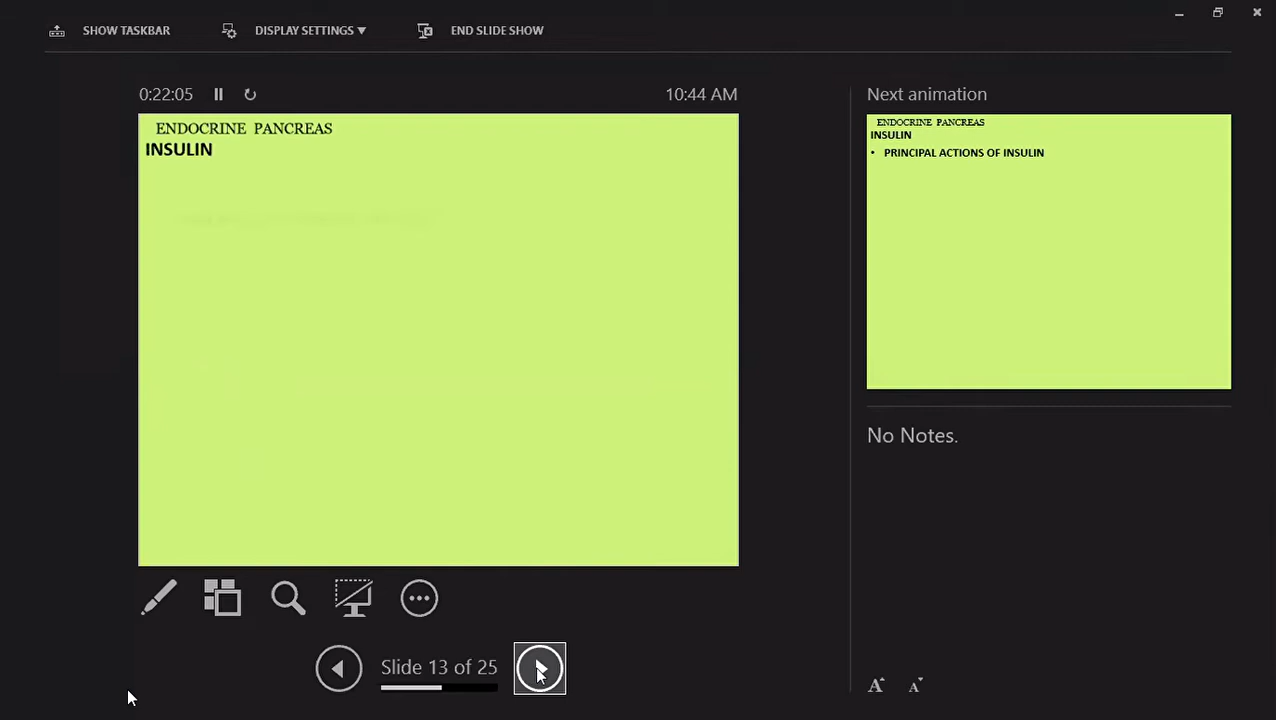 SHOW TASKBAR
DISPLAY SETTINGS ▼
END SLIDE SHOW
0:22:05
10:44 AM
ENDOCRINE PANCREAS
INSULIN
Slide 13 of 25
Next animation
ENDOCRINE PANCREAS
INSULIN
• PRINCIPAL ACTIONS OF INSULIN
No Notes.
A A